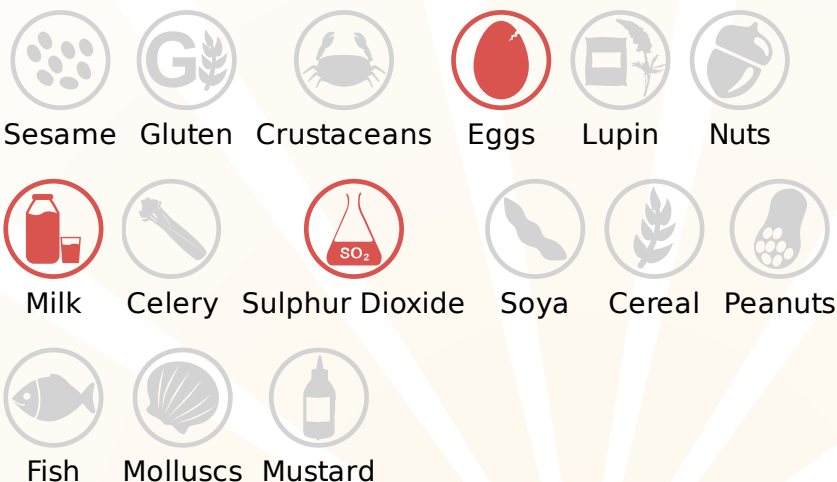 G
Sesame Gluten Crustaceans Eggs Lupin Nuts
SO₂
Milk Celery Sulphur Dioxide Soya Cereal Peanuts
Fish Molluscs Mustard